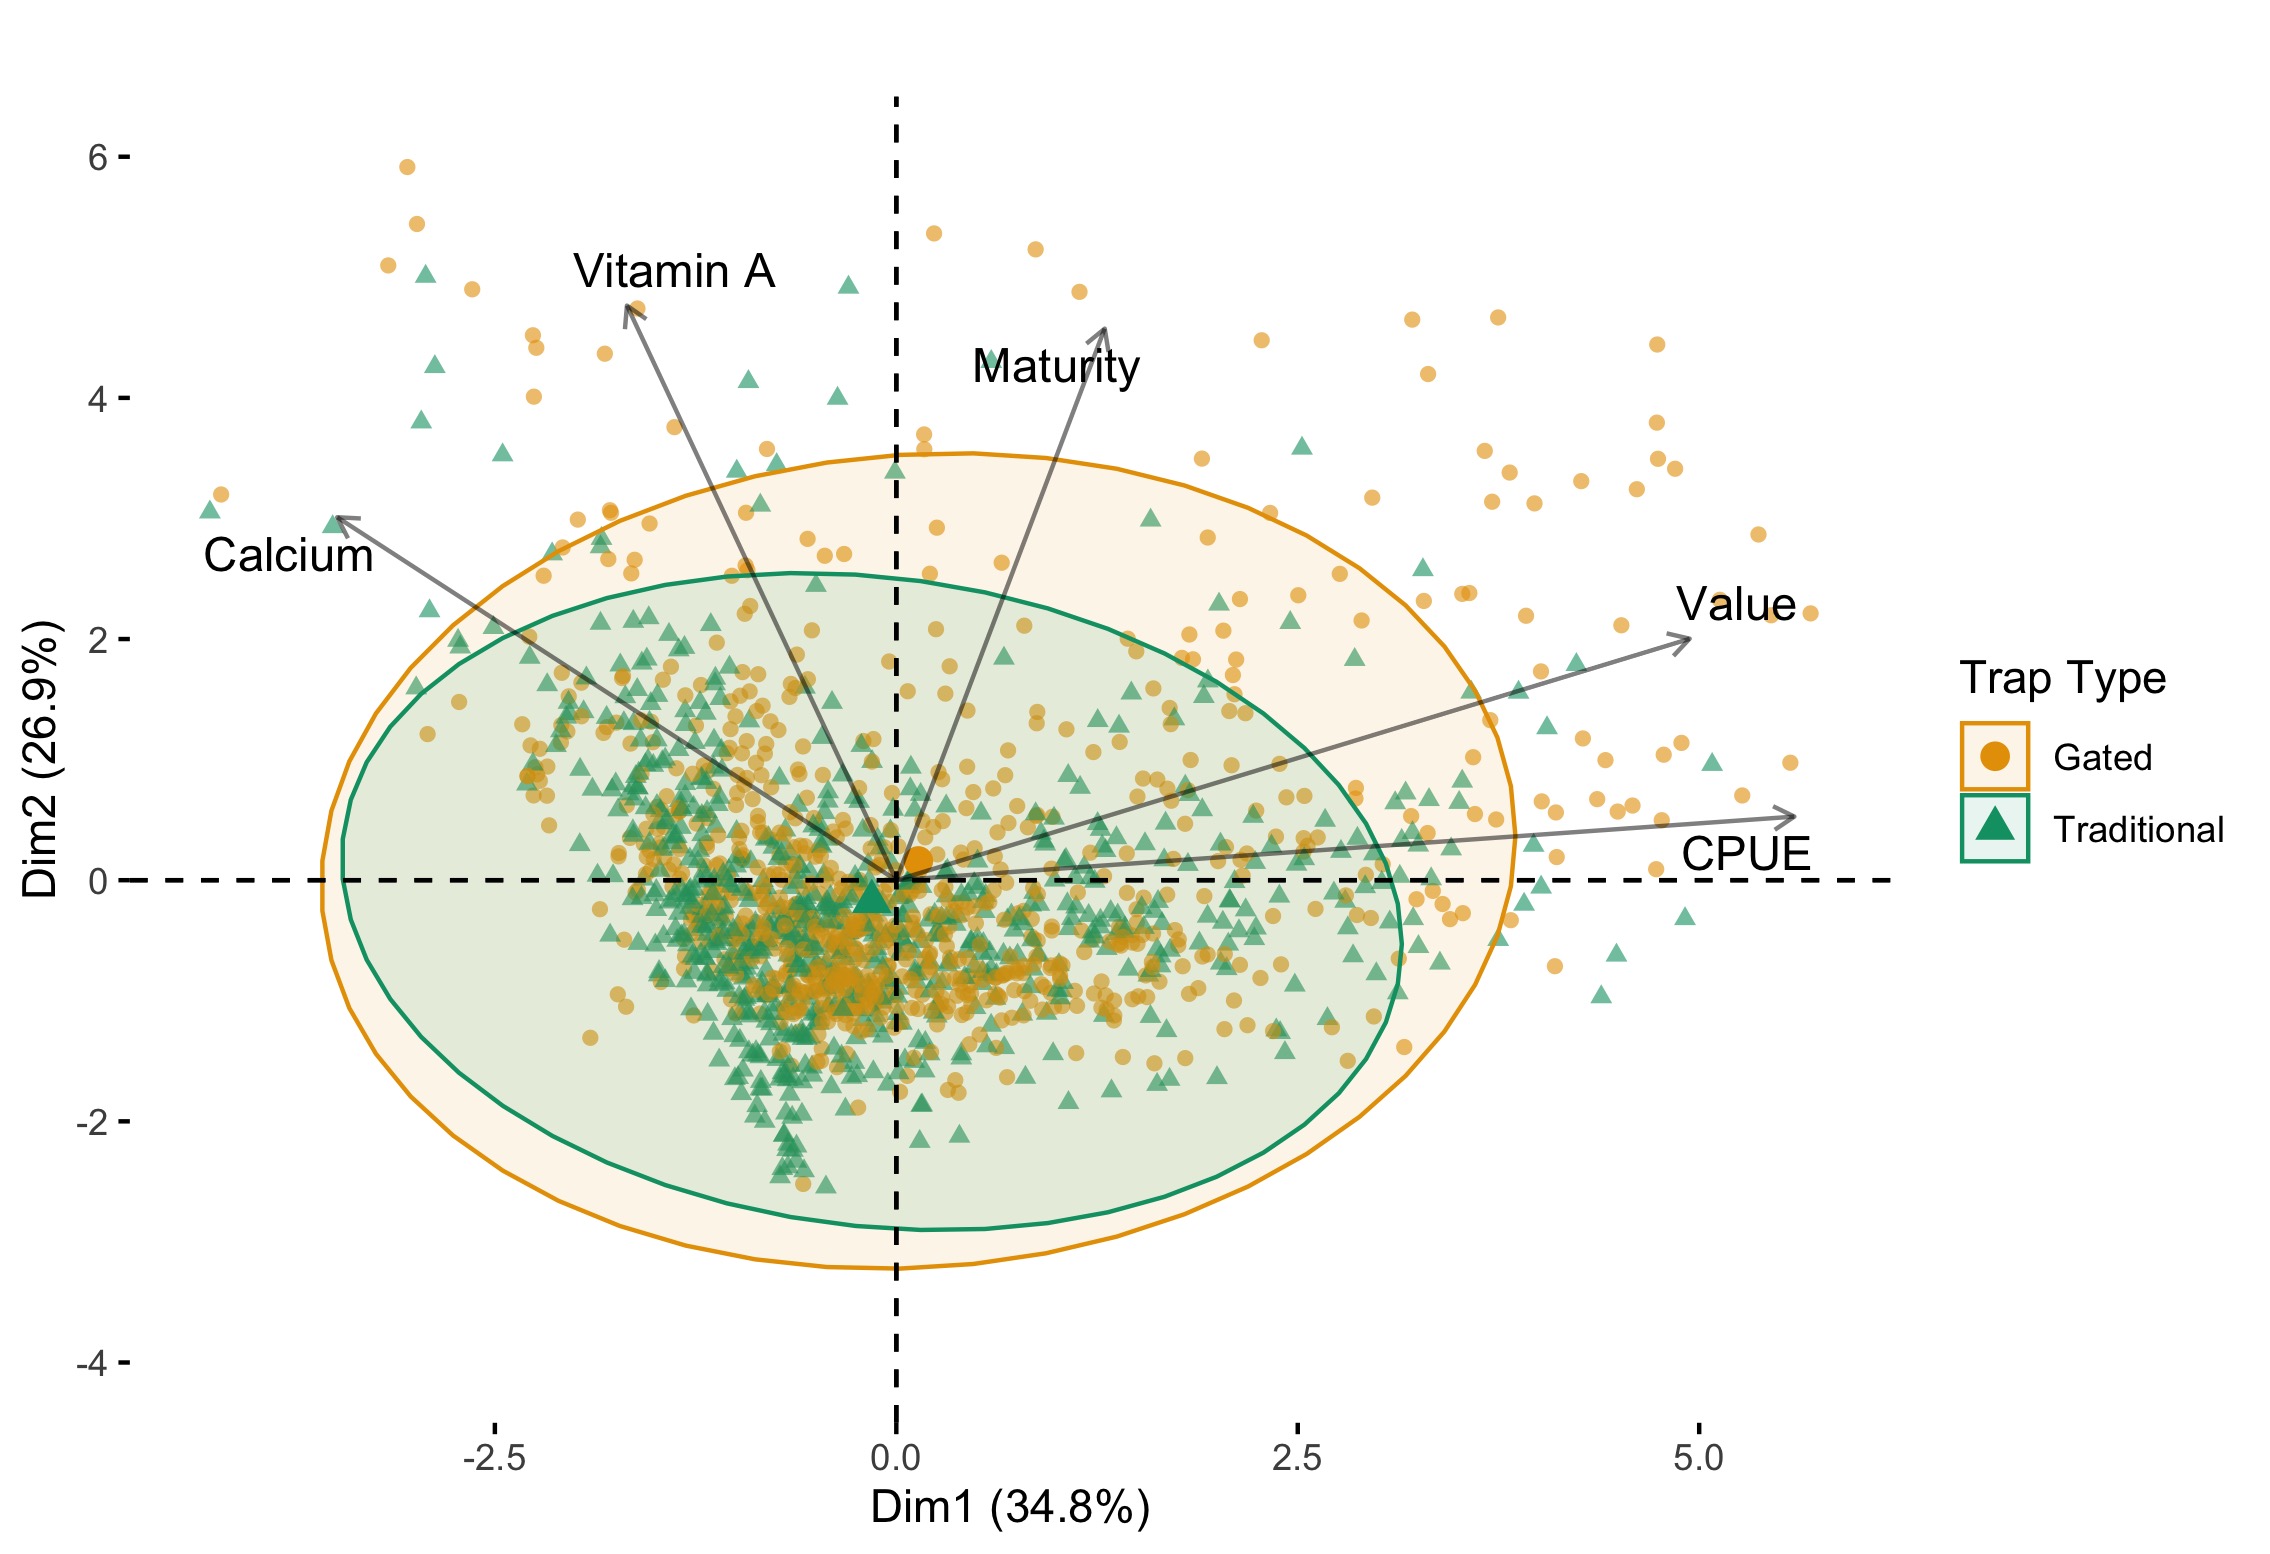 6
Vitamin A
Maturity
4
Calcium
Value
2
Trap Type
Gated
Traditional
CPUE
0
Dim2 (26.9%)
-2
-4
-2.5
0.0
2.5
5.0
Dim1 (34.8%)